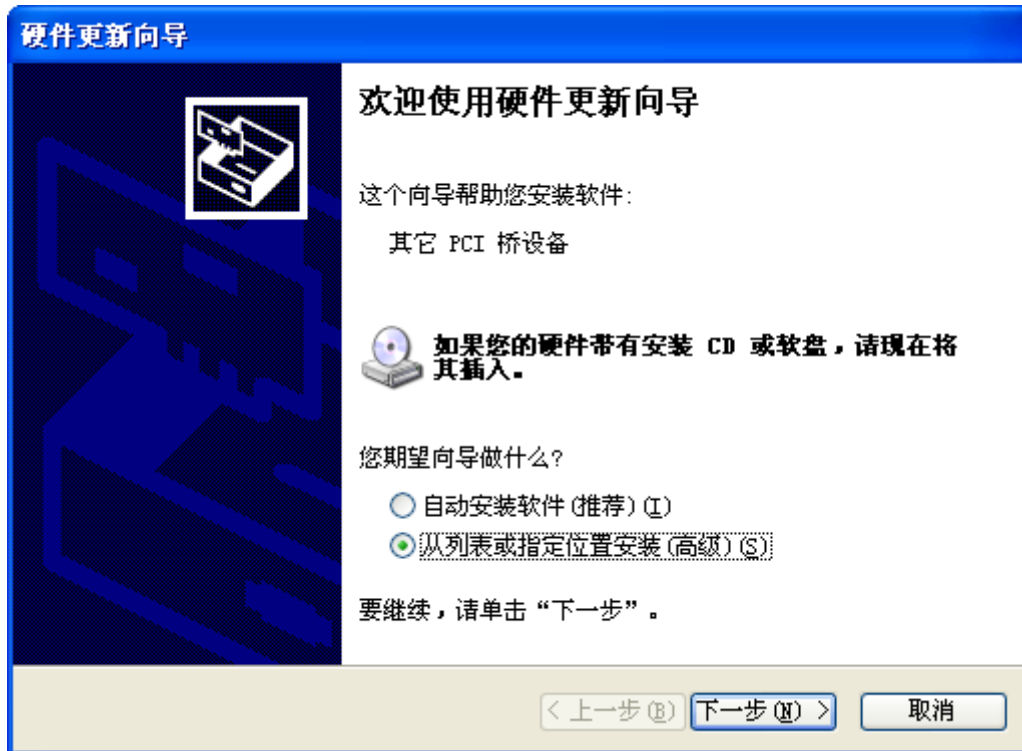 硬件更新向导
欢迎使用硬件更新向导
这个向导帮助您安装软件:
其它 PCI 桥设备
如果您的硬件带有安装 CD 或软盘，请现在将
其插入。
您期望向导做什么?
自动安装软件(推荐)(I)
从列表或指定位置安装(高级)(S)
要继续，请单击“下一步”。
< 上一步(B) 下一步(N) > 取消